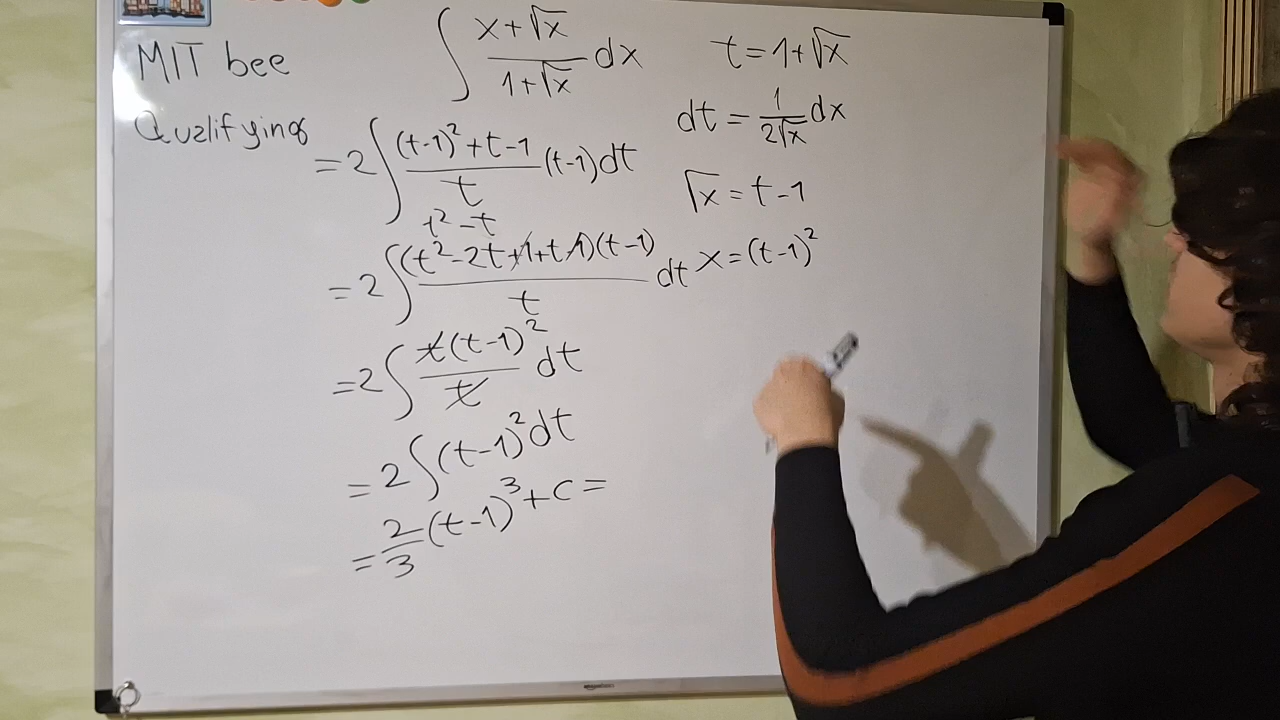 MIT bee
Qualifying
∫ x+√x / 1+√x dx
= 2∫ (t-1)²+t-1 / t (t-1)dt
t²-t
= 2∫ (t²-2t+1+t-1)(t-1) / t dt
= 2∫ t(t-1)² / t dt
= 2∫(t-1)²dt
= 2/3 (t-1)³+c =
t=1+√x
dt = 1/2√x dx
√x = t-1
x=(t-1)²